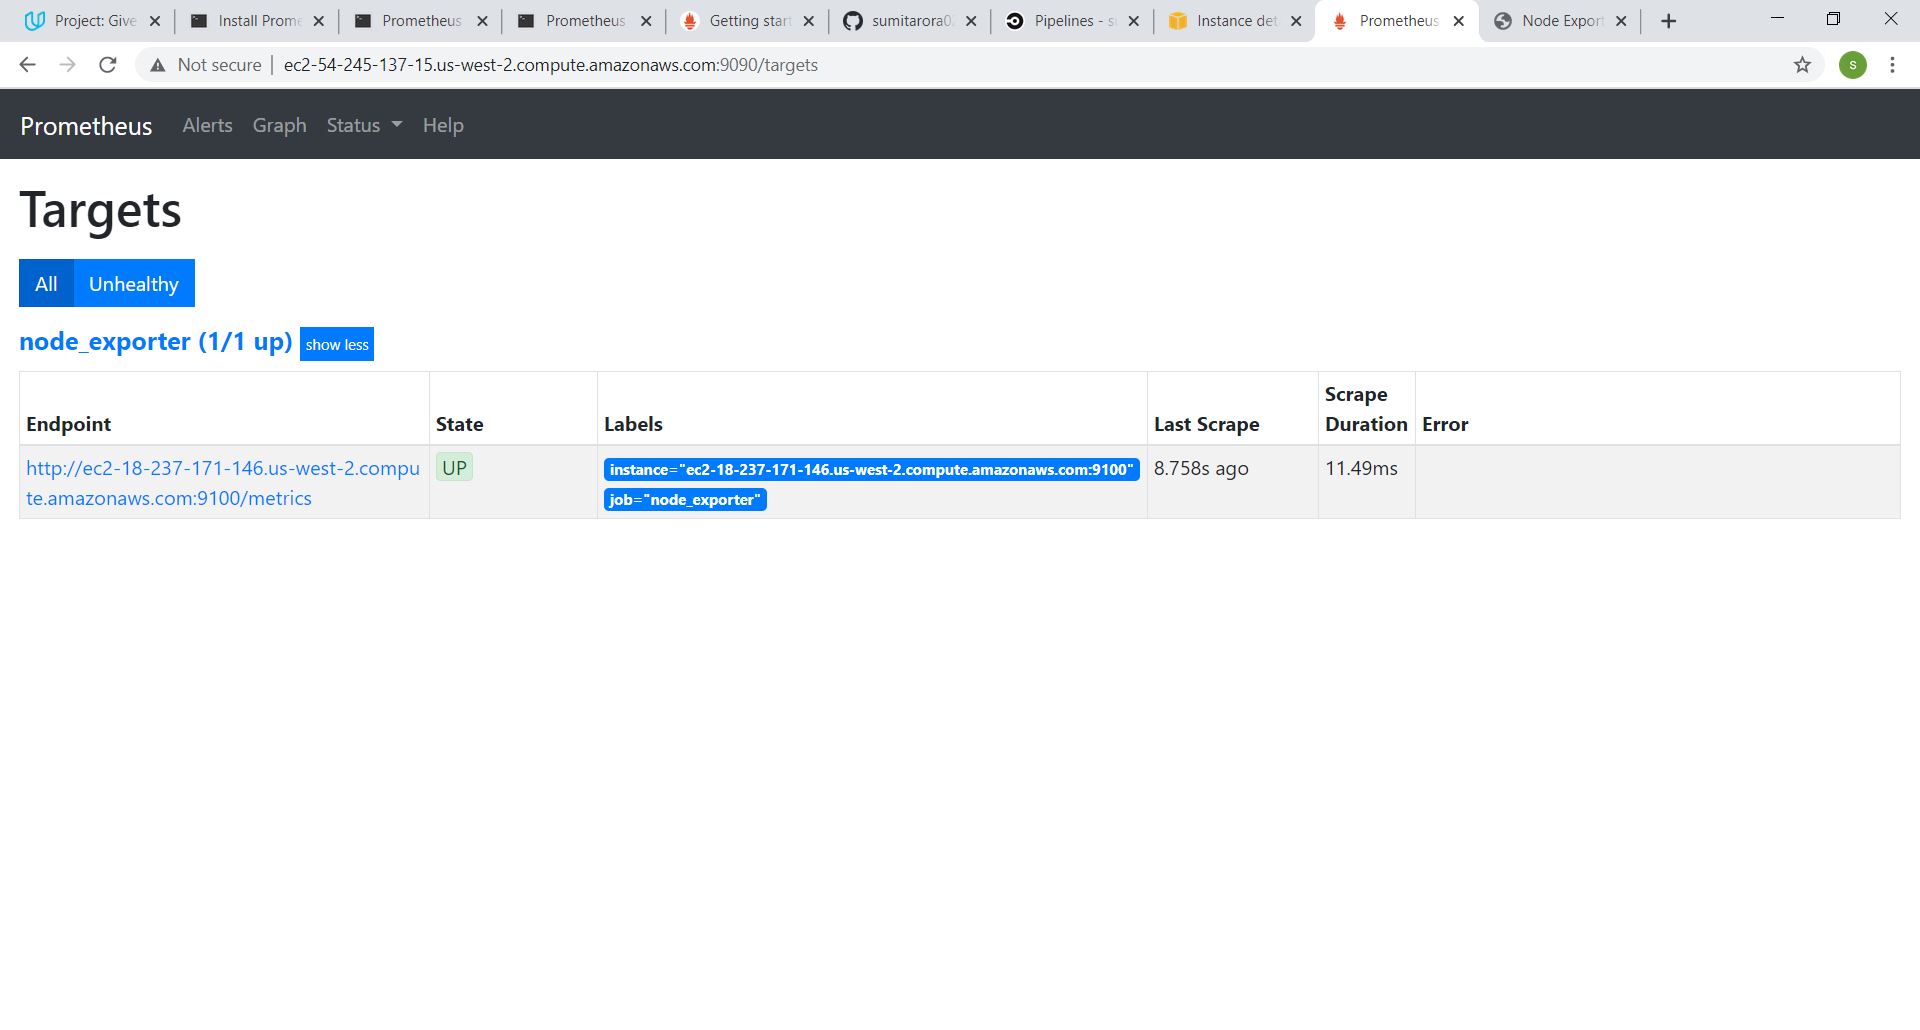 Project: Give
Install Prome
Prometheus
Prometheus
Getting start
sumitarora02
Pipelines - su
Instance det
Prometheus
Node Export
Not secure
ec2-54-245-137-15.us-west-2.compute.amazonaws.com:9090/targets
s
Prometheus Alerts Graph Status Help
Targets
All Unhealthy
node_exporter (1/1 up) show less
Endpoint State Labels Last Scrape Scrape Duration Error
http://ec2-18-237-171-146.us-west-2.compu
te.amazonaws.com:9100/metrics
UP
instance="ec2-18-237-171-146.us-west-2.compute.amazonaws.com:9100"
job="node_exporter"
8.758s ago
11.49ms